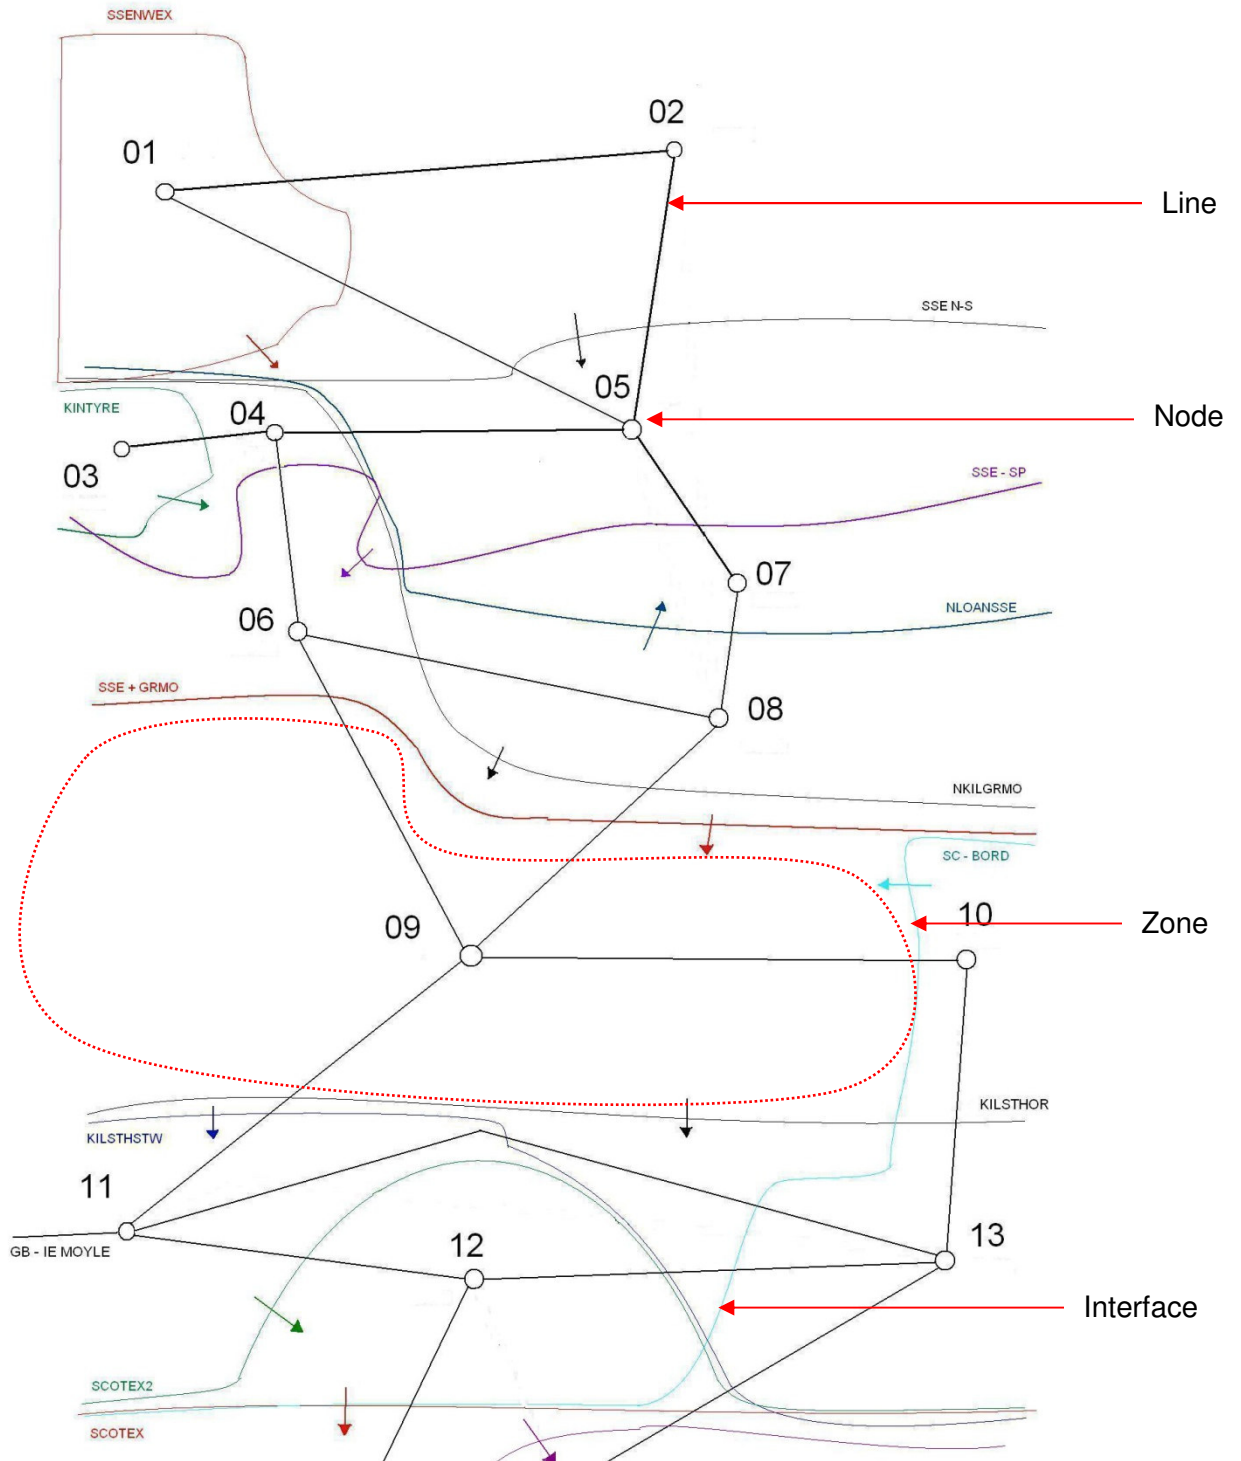 SSENWEX
02
01
Line
SSE N-S
05
KINTYRE
04
Node
03
SSE - SP
07
NLOANSSE
06
SSE + GRMO
08
NKILGRMO
SC - BORD
10
09
Zone
KILSTHOR
KILSTHSTW
11
13
GB - IE MOYLE
12
Interface
SCOTEX2
SCOTEX